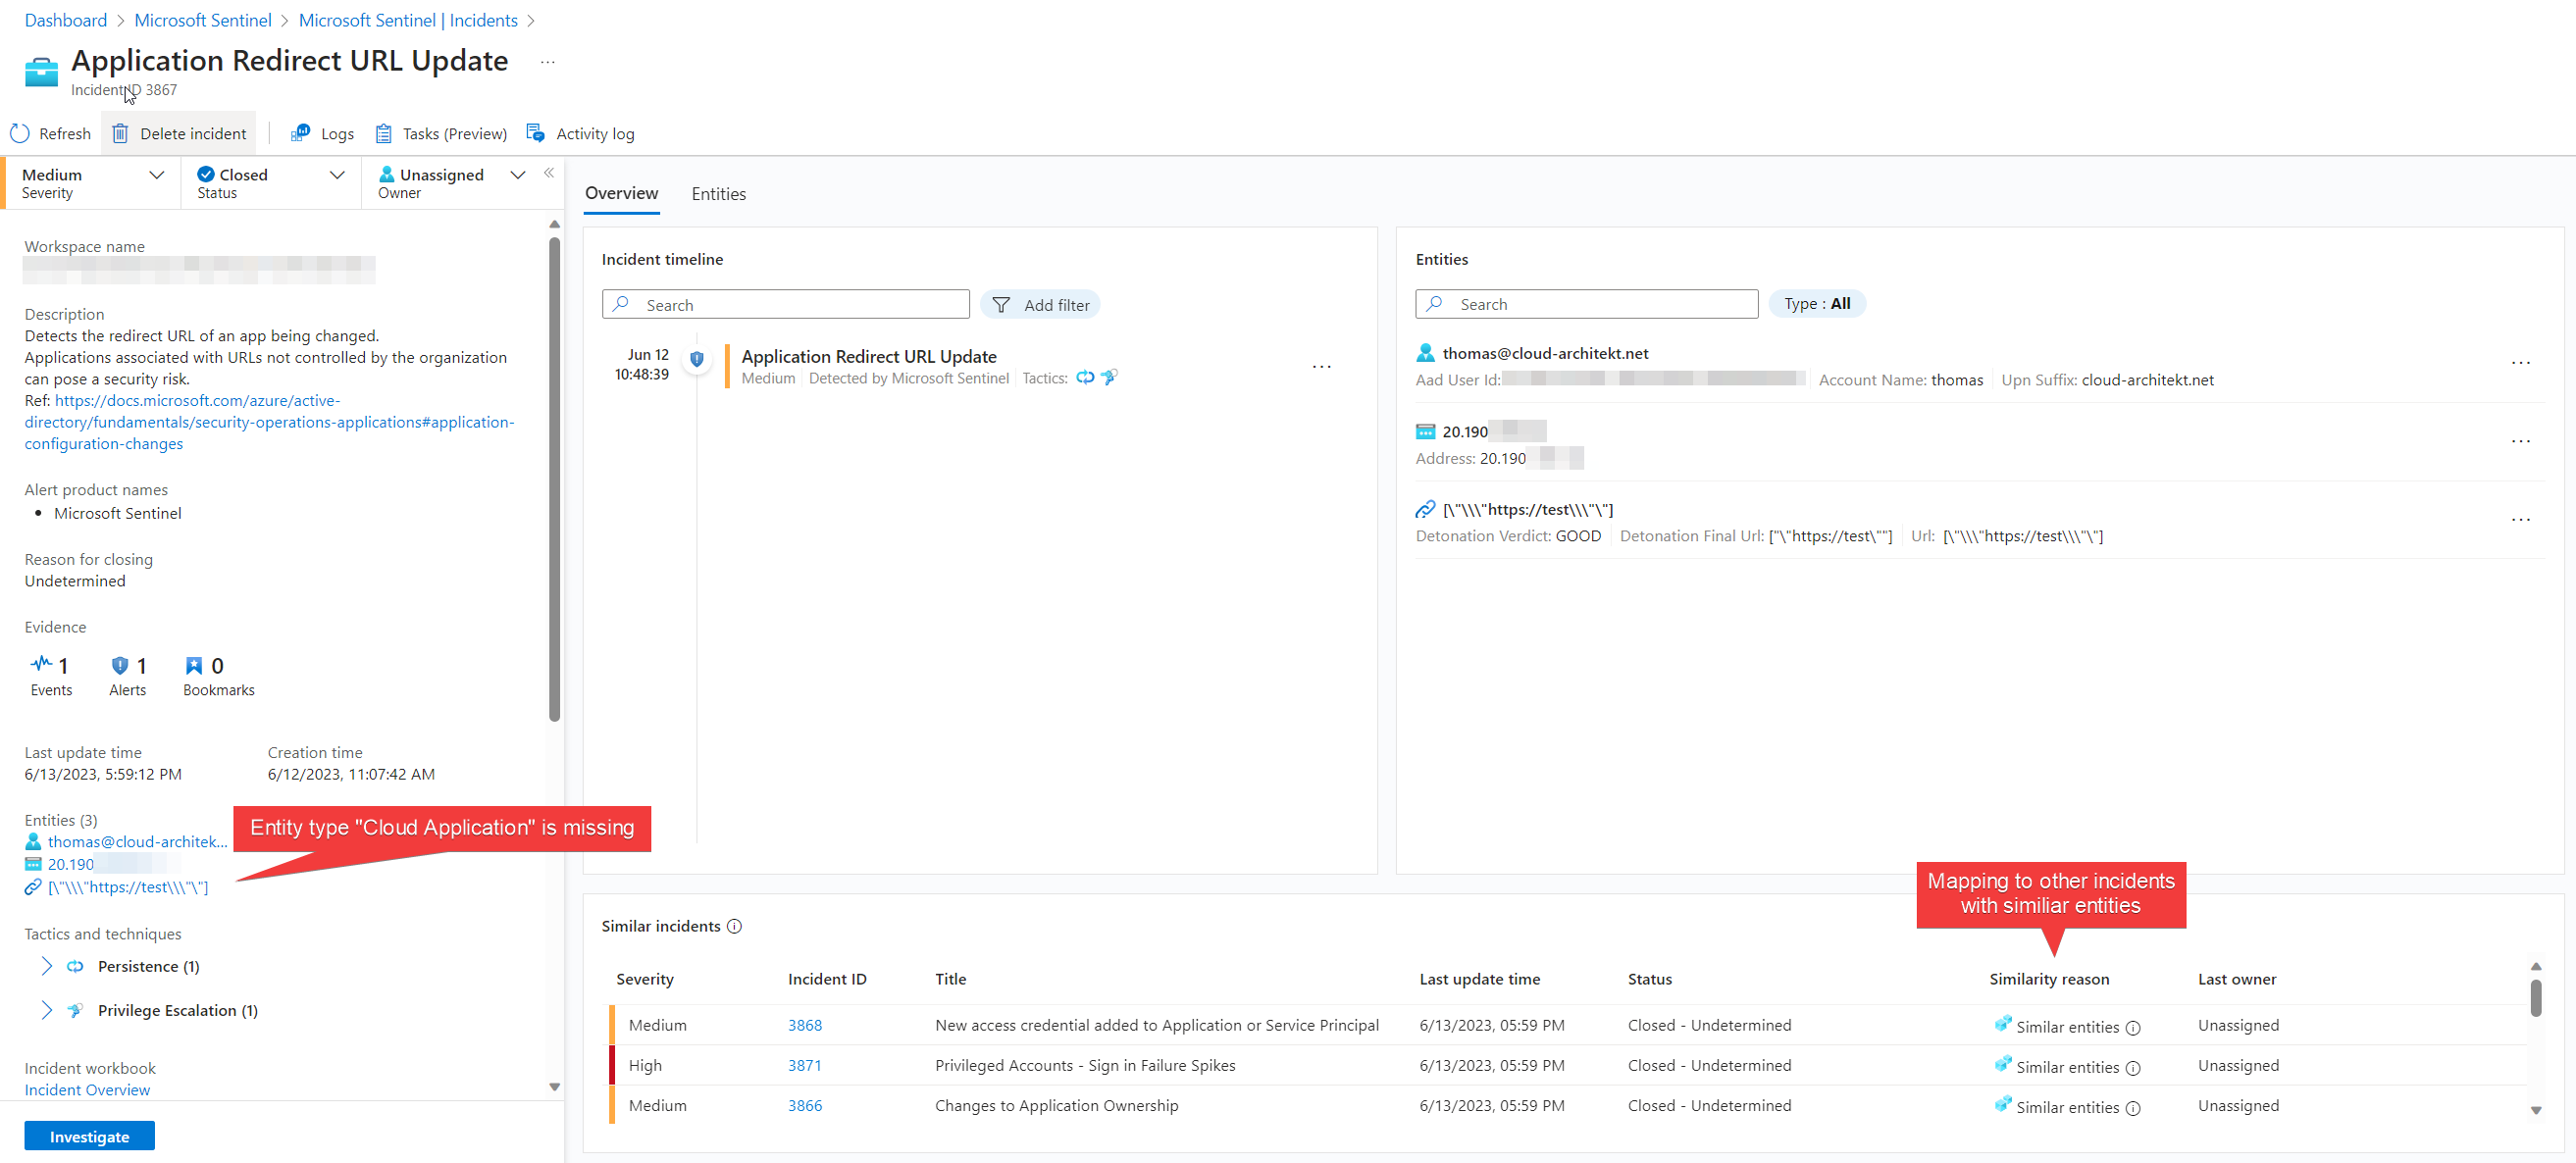 Dashboard > Microsoft Sentinel > Microsoft Sentinel | Incidents >
Application Redirect URL Update ...
Incident ID 3867
Refresh Delete incident Logs Tasks (Preview) Activity log
Medium
Severity
Closed
Status
Unassigned
Owner
«
Workspace name
Description
Detects the redirect URL of an app being changed.
Applications associated with URLs not controlled by the organization
can pose a security risk.
Ref: https://docs.microsoft.com/azure/active-
directory/fundamentals/security-operations-applications#application-
configuration-changes
Alert product names
• Microsoft Sentinel
Reason for closing
Undetermined
Evidence
1 Events
1 Alerts
0 Bookmarks
Last update time
6/13/2023, 5:59:12 PM
Creation time
6/12/2023, 11:07:42 AM
Entities (3)
thomas@cloud-architek...
20.190
[\"\\\"https://test\\\"\"]
Entity type "Cloud Application" is missing
Tactics and techniques
Persistence (1)
Privilege Escalation (1)
Incident workbook
Incident Overview
Investigate
Overview Entities
Incident timeline
Search
Add filter
Jun 12
10:48:39
Application Redirect URL Update
Medium Detected by Microsoft Sentinel Tactics:
...
Entities
Search
Type : All
thomas@cloud-architekt.net
Aad User Id: Account Name: thomas Upn Suffix: cloud-architekt.net
...
20.190
Address: 20.190
...
[\"\\\"https://test\\\"\"]
Detonation Verdict: GOOD Detonation Final Url: ["\"https://test\""] Url: [\"\\\"https://test\\\"\"]
...
Mapping to other incidents
with similiar entities
Similar incidents
Severity Incident ID Title Last update time Status Similarity reason Last owner
Medium 3868 New access credential added to Application or Service Principal 6/13/2023, 05:59 PM Closed - Undetermined Similar entities Unassigned
High 3871 Privileged Accounts - Sign in Failure Spikes 6/13/2023, 05:59 PM Closed - Undetermined Similar entities Unassigned
Medium 3866 Changes to Application Ownership 6/13/2023, 05:59 PM Closed - Undetermined Similar entities Unassigned